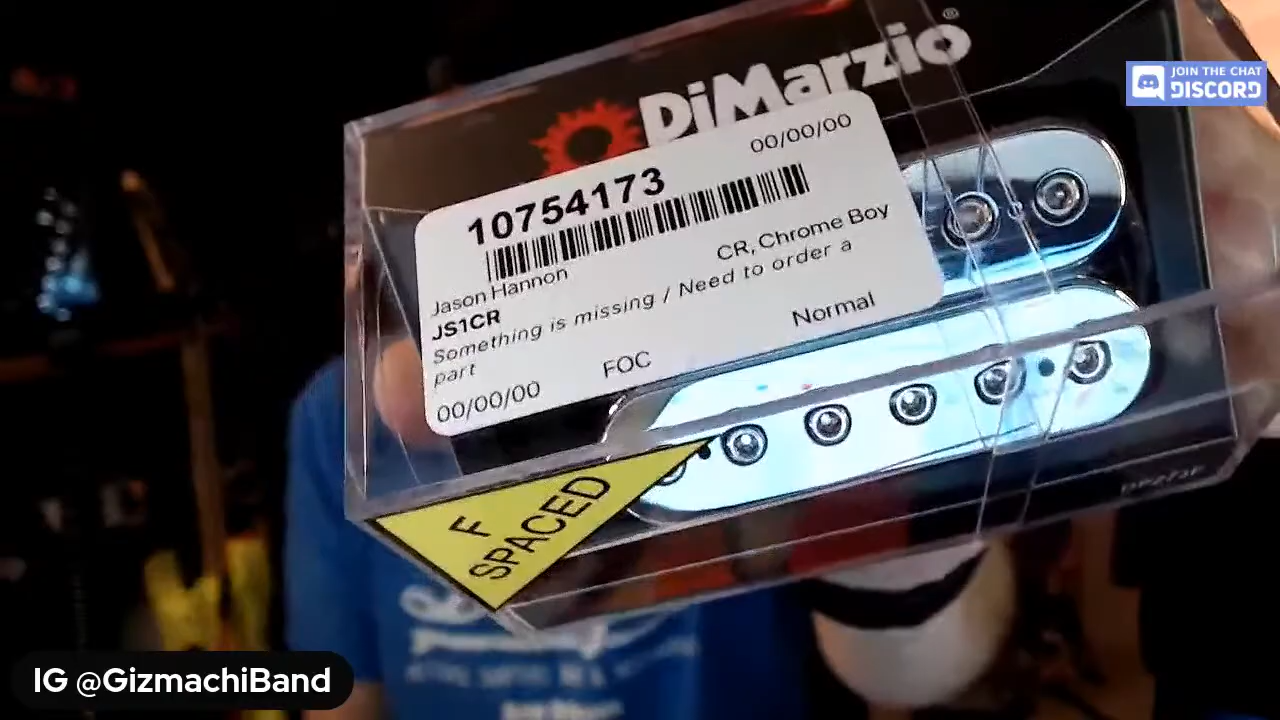 JOIN THE CHAT
DISCORD
DiMarzio®
00/00/00
10754173
Jason Hannon
CR, Chrome Boy
JS1CR
Something is missing / Need to order a
part
Normal
FOC
00/00/00
F
SPACED
IG @GizmachiBand